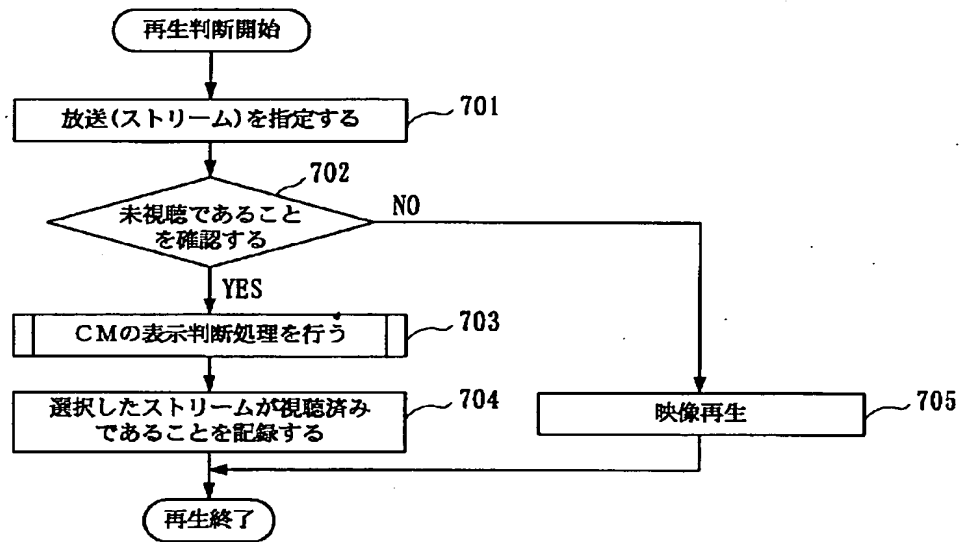 再生判断開始
放送(ストリーム)を指定する
701
702
未視聴であること
を確認する
NO
YES
CMの表示判断処理を行う
703
選択したストリームが視聴済み
であることを記録する
704
映像再生
705
再生終了